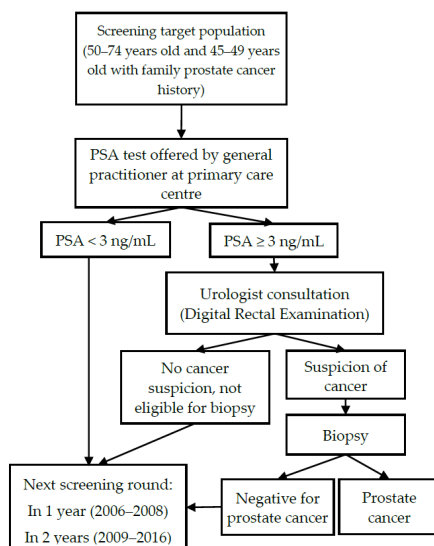 Screening target population
(50–74 years old and 45–49 years
old with family prostate cancer
history)
PSA test offered by general
practitioner at primary care
centre
PSA < 3 ng/mL
PSA ≥ 3 ng/mL
Urologist consultation
(Digital Rectal Examination)
No cancer
suspicion, not
eligible for biopsy
Suspicion of
cancer
Biopsy
Next screening round:
In 1 year (2006–2008)
In 2 years (2009–2016)
Negative for
prostate cancer
Prostate
cancer